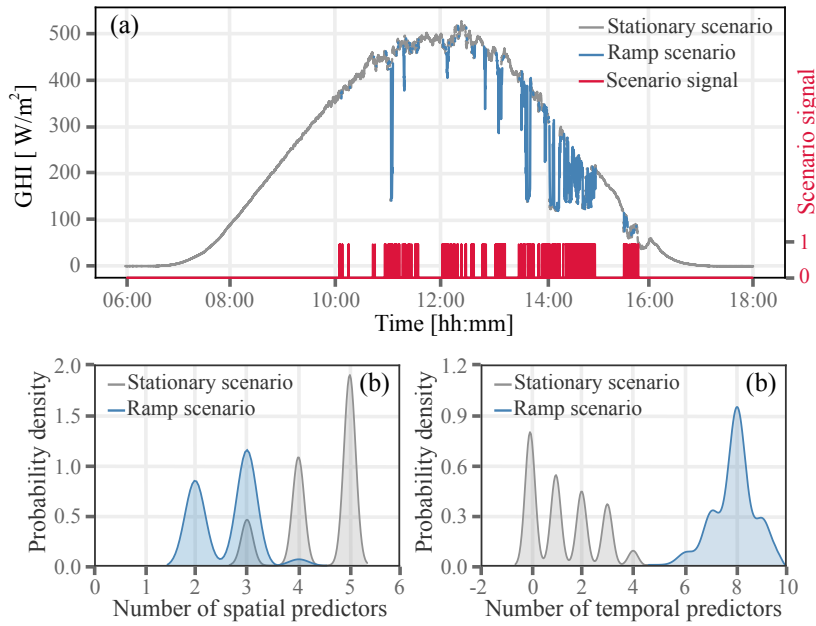 (a)
Stationary scenario
Ramp scenario
Scenario signal
GHI [ W/m²]
500
400
300
200
100
0
Scenario signal
1
0
06:00 08:00 10:00 12:00 14:00 16:00 18:00
Time [hh:mm]
(b)
Stationary scenario
Ramp scenario
Probability density
2.0
1.5
1.0
0.5
0.0
0 1 2 3 4 5 6
Number of spatial predictors
(b)
Stationary scenario
Ramp scenario
Probability density
1.2
0.9
0.6
0.3
0.0
-2 0 2 4 6 8 10
Number of temporal predictors